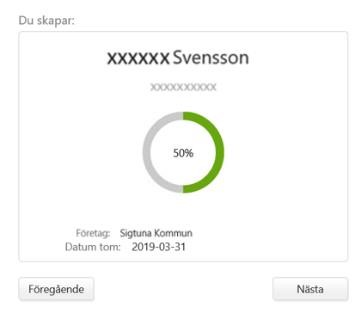 Du skapar:
xxxxxx Svensson
xxxxxxxxxx
50%
Företag: Sigtuna Kommun
Datum tom: 2019-03-31
Föregående Nästa